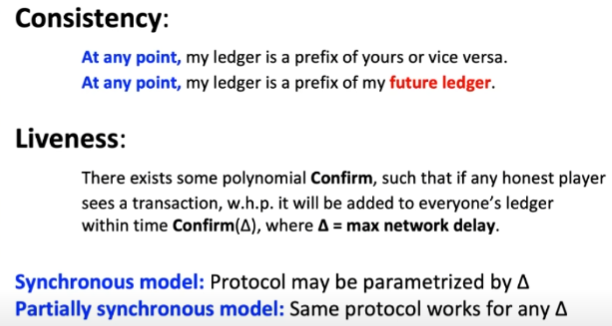 Consistency:
At any point, my ledger is a prefix of yours or vice versa.
At any point, my ledger is a prefix of my future ledger.
Liveness:
There exists some polynomial Confirm, such that if any honest player
sees a transaction, w.h.p. it will be added to everyone's ledger
within time Confirm(Δ), where Δ = max network delay.
Synchronous model: Protocol may be parametrized by Δ
Partially synchronous model: Same protocol works for any Δ